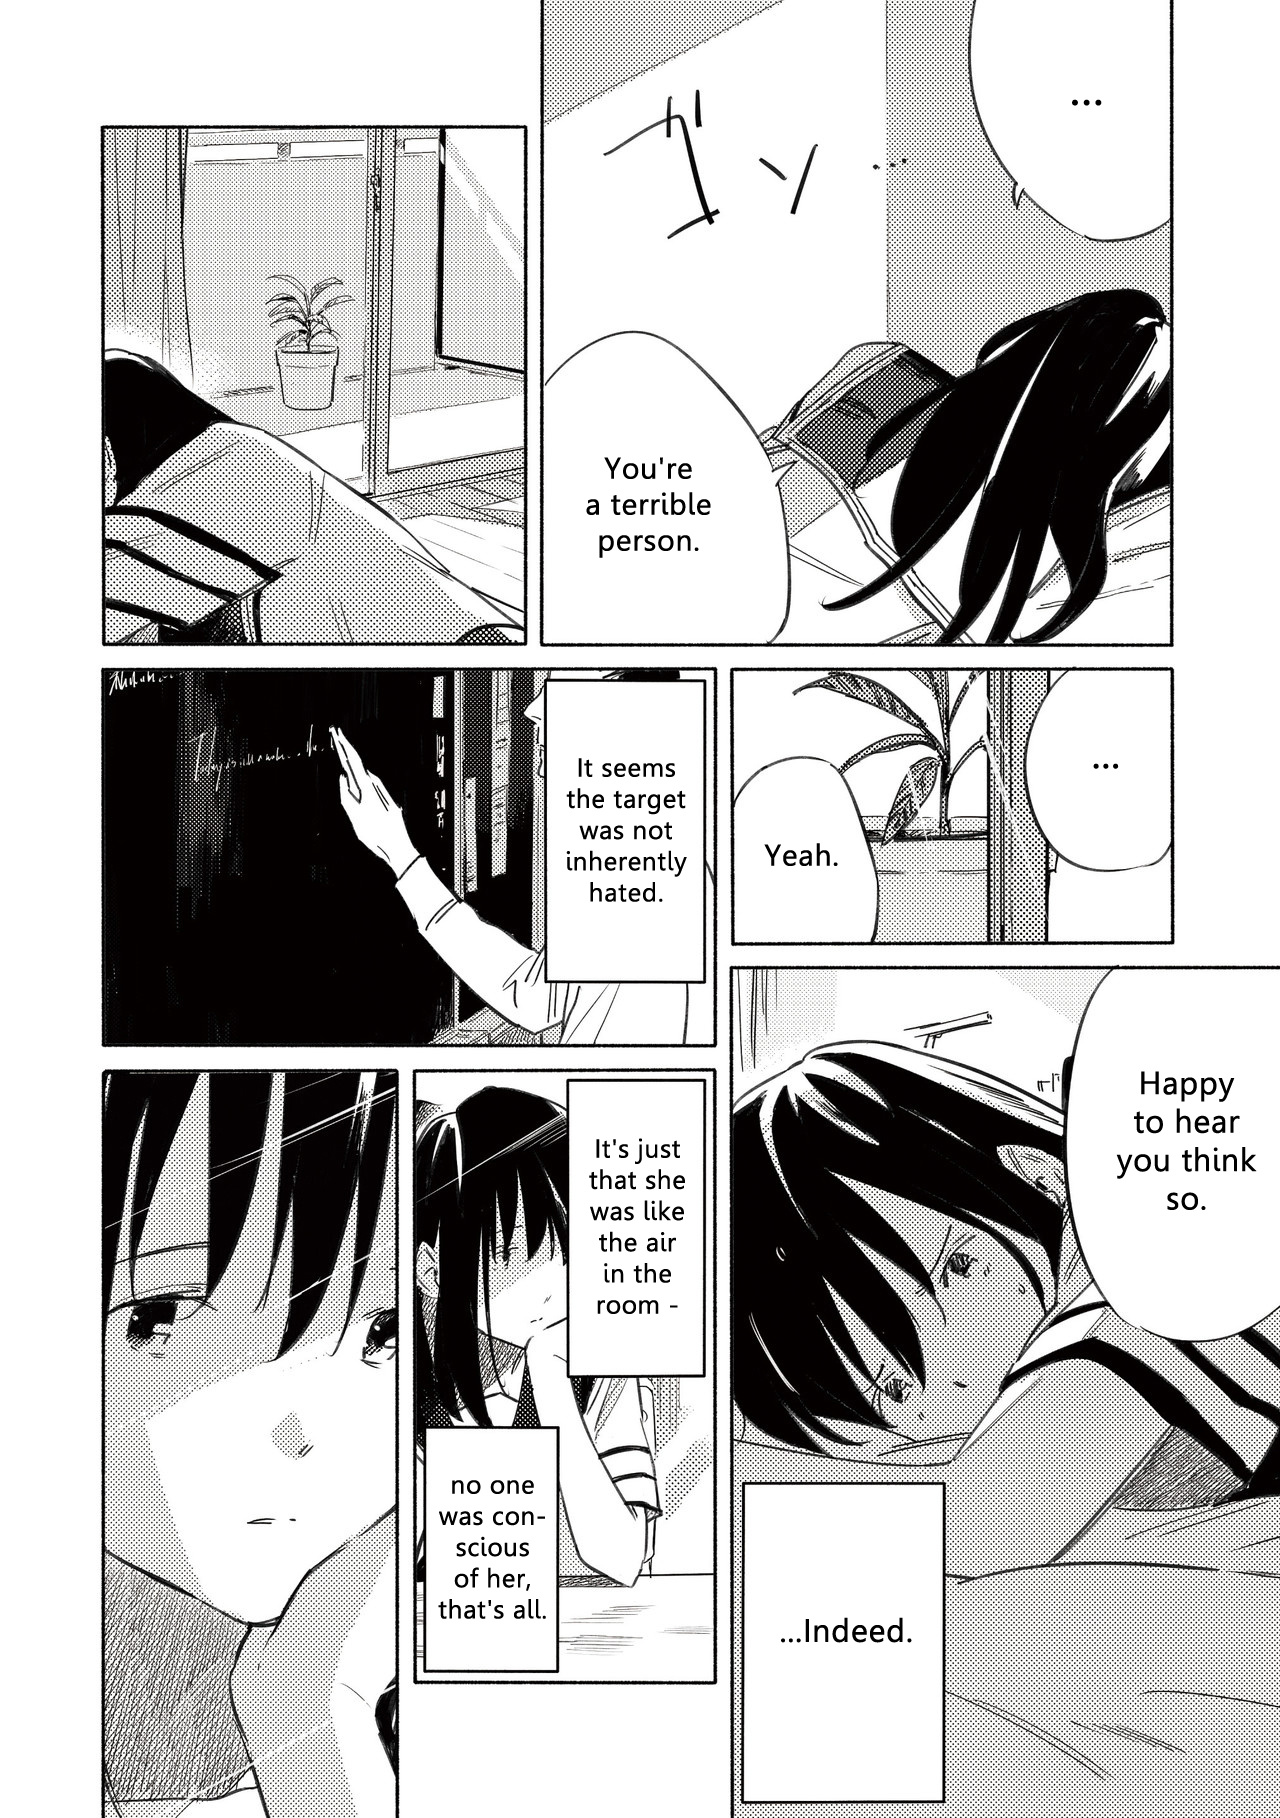 ...
ゴン...
You're
a terrible
person.
...
Yeah.
It seems
the target
was not
inherently
hated.
Happy
to hear
you think
so.
...Indeed.
It's just
that she
was like
the air
in the
room -
no one
was con-
scious
of her,
that's all.